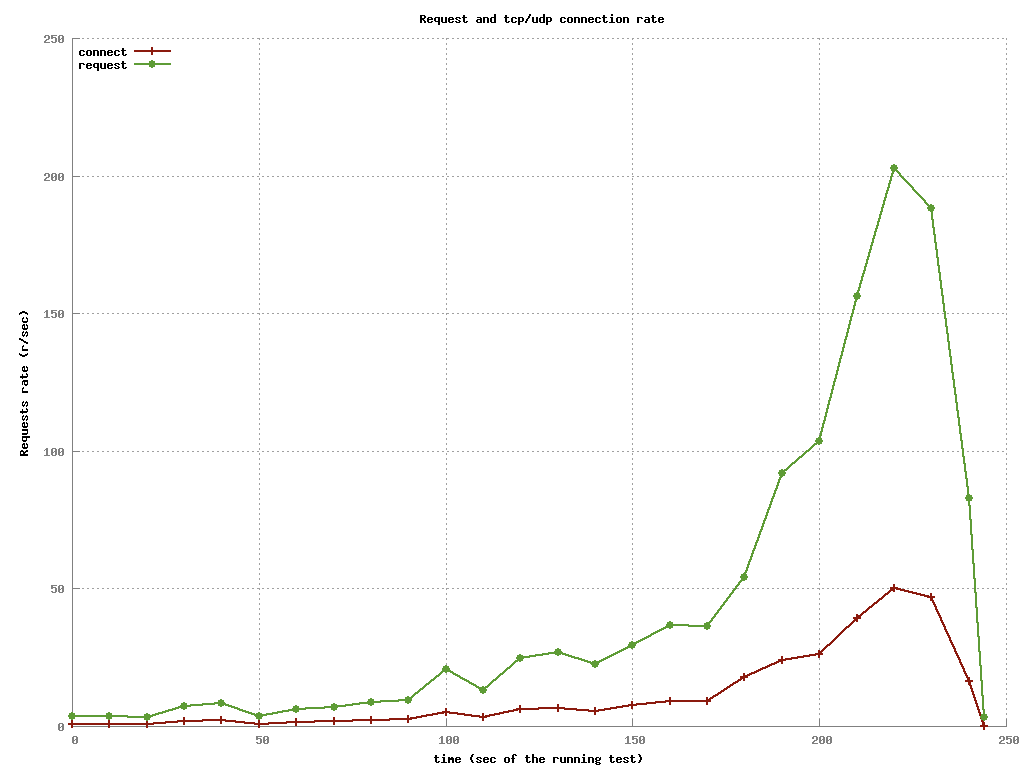 Request and tcp/udp connection rate
250
connect
request
200
150
Requests rate (r/sec)
100
50
0
0 50 100 150 200 250
time (sec of the running test)